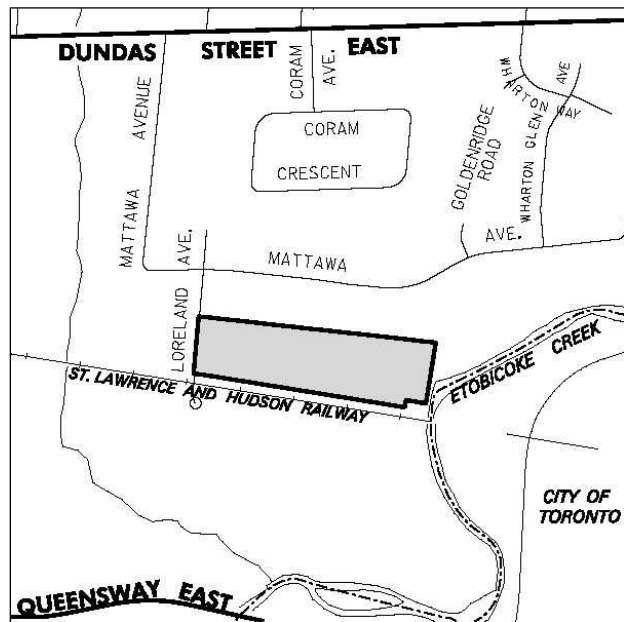 DUNDAS STREET EAST
MATTAWA AVENUE
CORAM AVE.
CORAM
CRESCENT
WHARTON WAY
AVE
WHARTON GLEN
GOLDENRIDGE
ROAD
AVE.
MATTAWA
LORELAND AVE.
ST. LAWRENCE AND HUDSON RAILWAY
ETOBICOKE CREEK
CITY OF
TORONTO
QUEENSWAY EAST